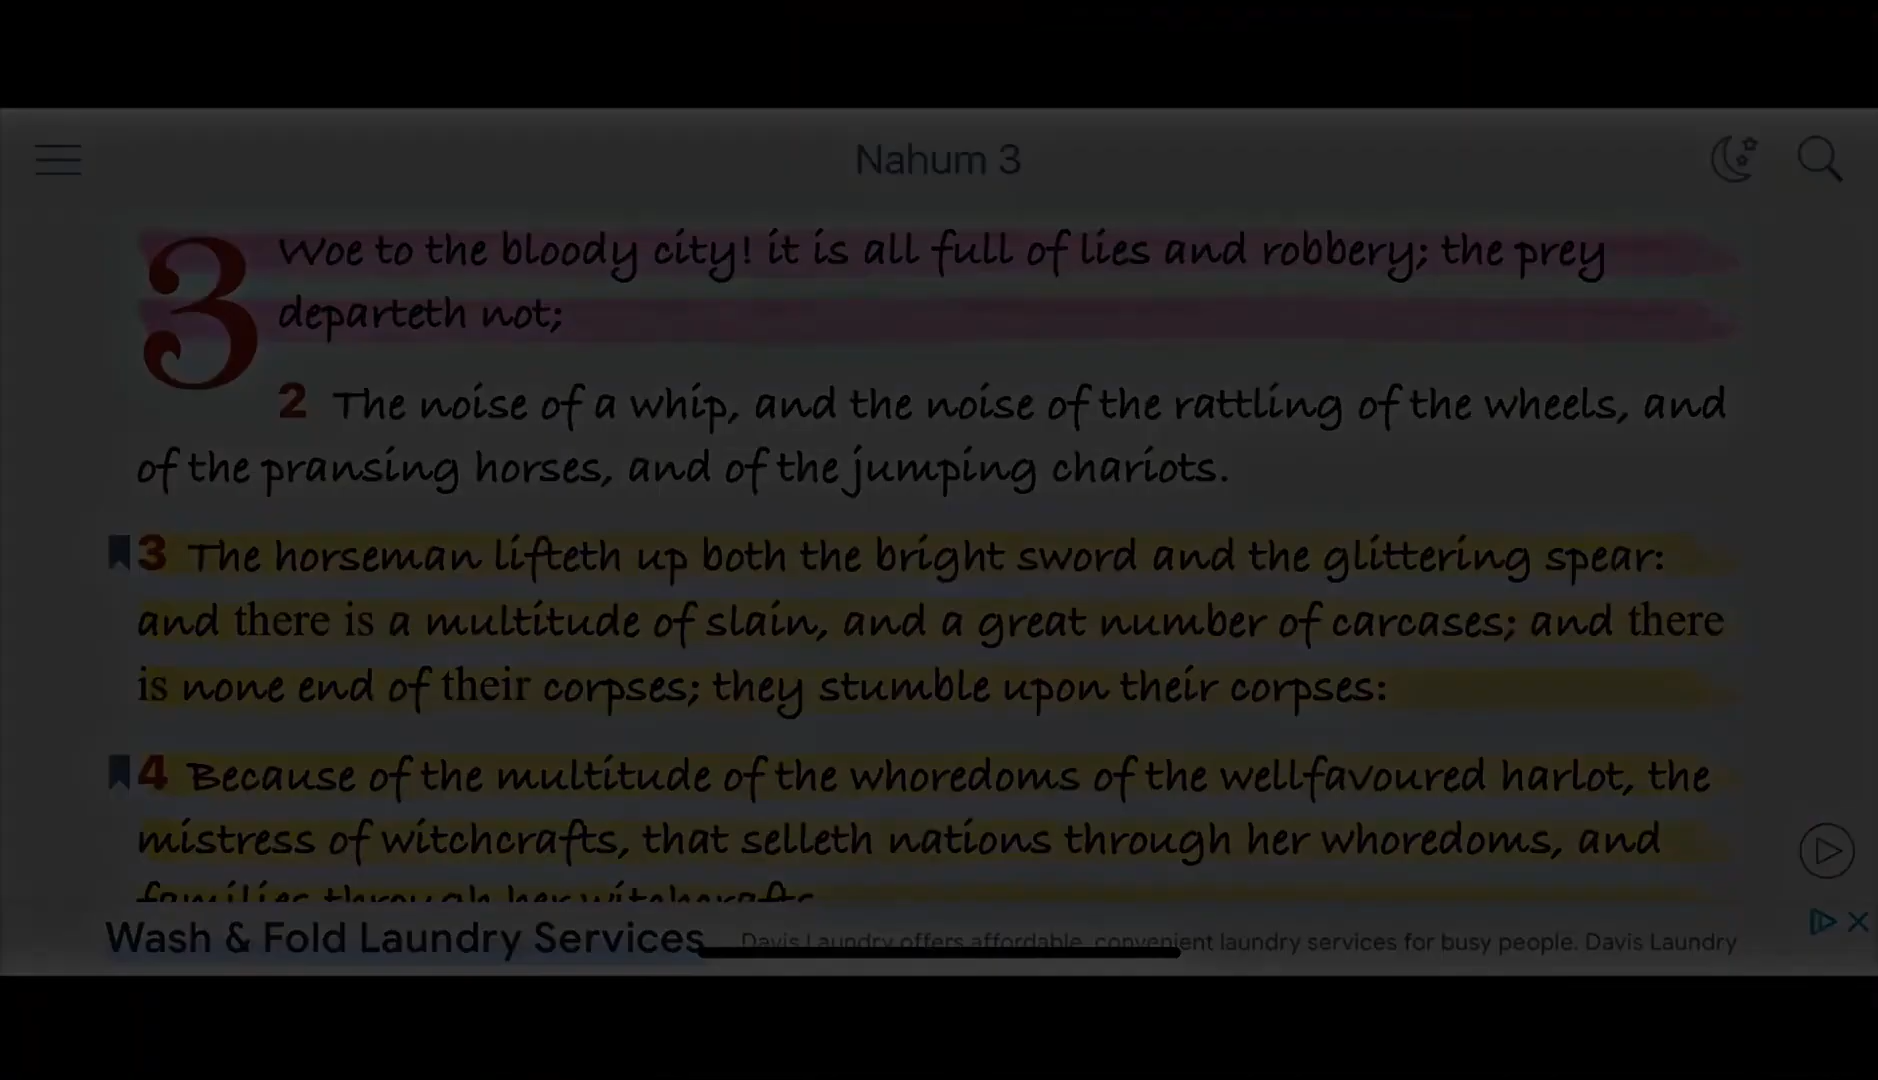 Nahum 3
3 Woe to the bloody city! it is all full of lies and robbery; the prey
departeth not;
2 The noise of a whip, and the noise of the rattling of the wheels, and
of the pransing horses, and of the jumping chariots.
3 The horseman lifteth up both the bright sword and the glittering spear:
and there is a multitude of slain, and a great number of carcases; and there
is none end of their corpses; they stumble upon their corpses:
4 Because of the multitude of the whoredoms of the wellfavoured harlot, the
mistress of witchcrafts, that selleth nations through her whoredoms, and
families through her witchcrafts
Wash & Fold Laundry Services
Davis Laundry offers affordable, convenient laundry services for busy people. Davis Laundry